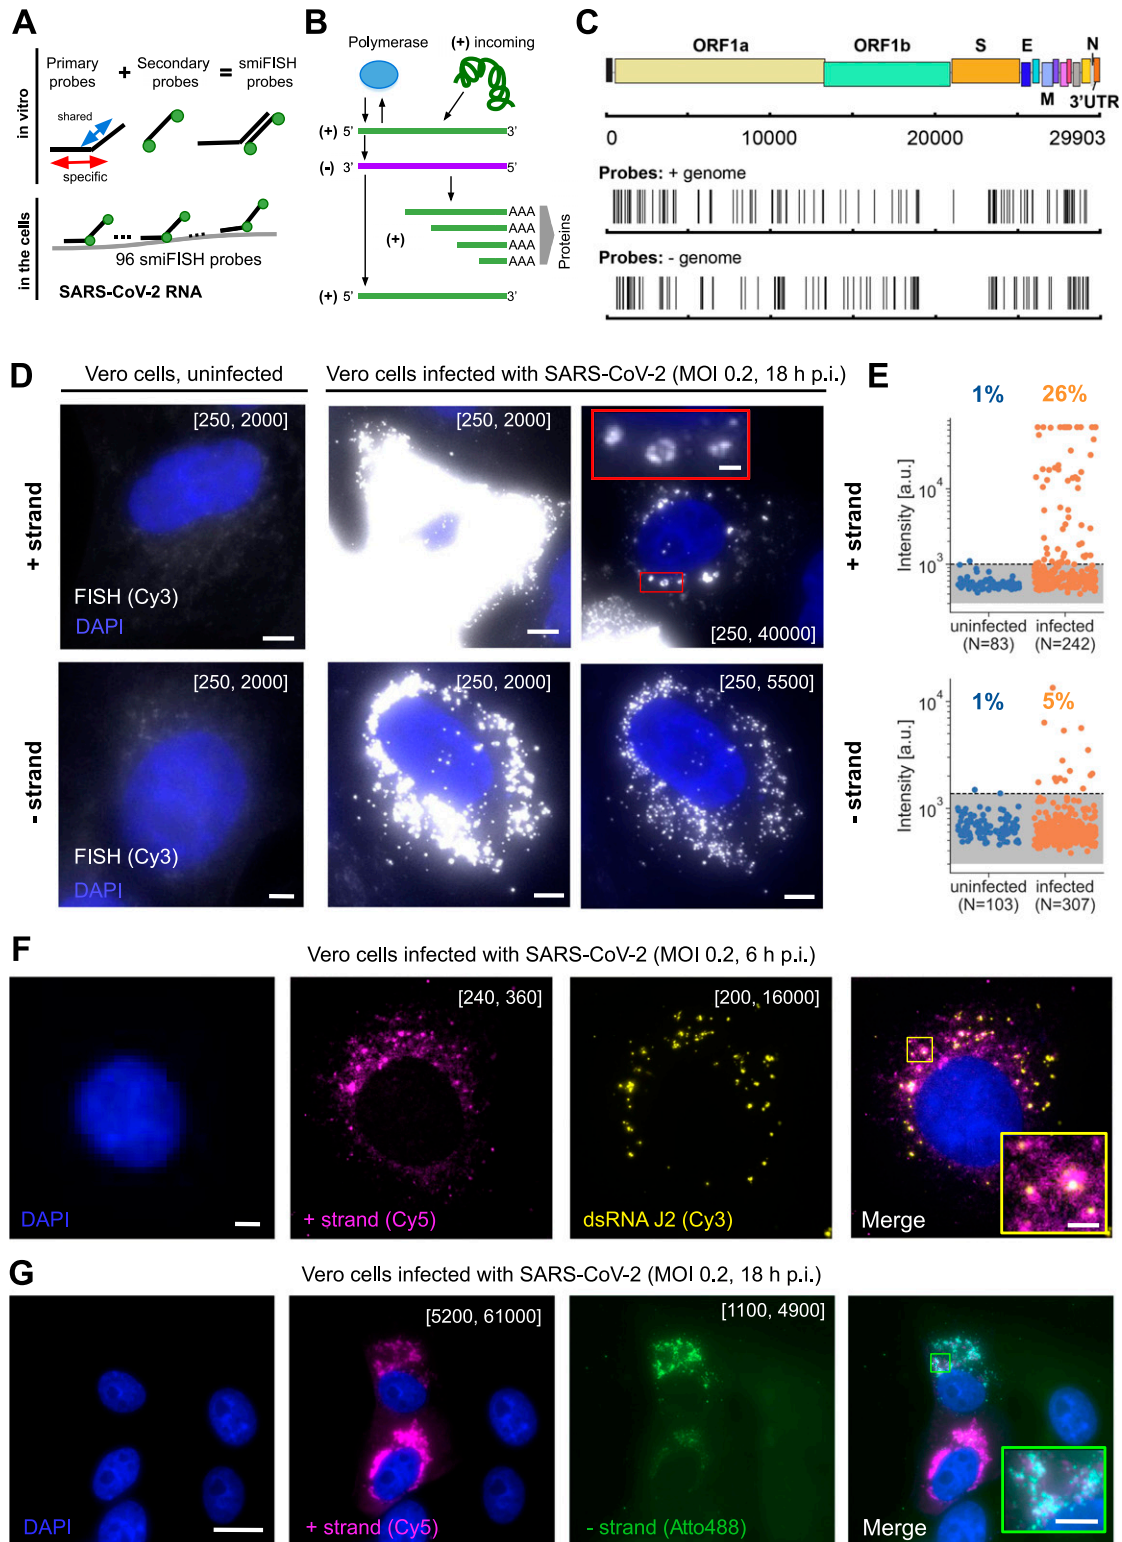 A
in vitro
Primary probes + Secondary probes = smiFISH probes
shared
specific
in the cells
96 smiFISH probes
SARS-CoV-2 RNA
B
Polymerase
(+) incoming
(+) 5' 3'
(-) 3' 5'
AAA
(+) AAA
AAA
AAA
Proteins
(+) 5' 3'
C
ORF1a ORF1b S E N
M 3'UTR
0 10000 20000 29903
Probes: + genome
Probes: - genome
D
Vero cells, uninfected
Vero cells infected with SARS-CoV-2 (MOI 0.2, 18 h p.i.)
+ strand
[250, 2000]
FISH (Cy3)
DAPI
[250, 2000]
[250, 40000]
- strand
[250, 2000]
FISH (Cy3)
DAPI
[250, 2000]
[250, 5500]
E
+ strand
1% 26%
Intensity [a.u.]
10⁴
10³
uninfected (N=83)
infected (N=242)
- strand
1% 5%
Intensity [a.u.]
10⁴
10³
uninfected (N=103)
infected (N=307)
F
Vero cells infected with SARS-CoV-2 (MOI 0.2, 6 h p.i.)
DAPI
[240, 360]
+ strand (Cy5)
[200, 16000]
dsRNA J2 (Cy3)
Merge
G
Vero cells infected with SARS-CoV-2 (MOI 0.2, 18 h p.i.)
DAPI
[5200, 61000]
+ strand (Cy5)
[1100, 4900]
- strand (Atto488)
Merge